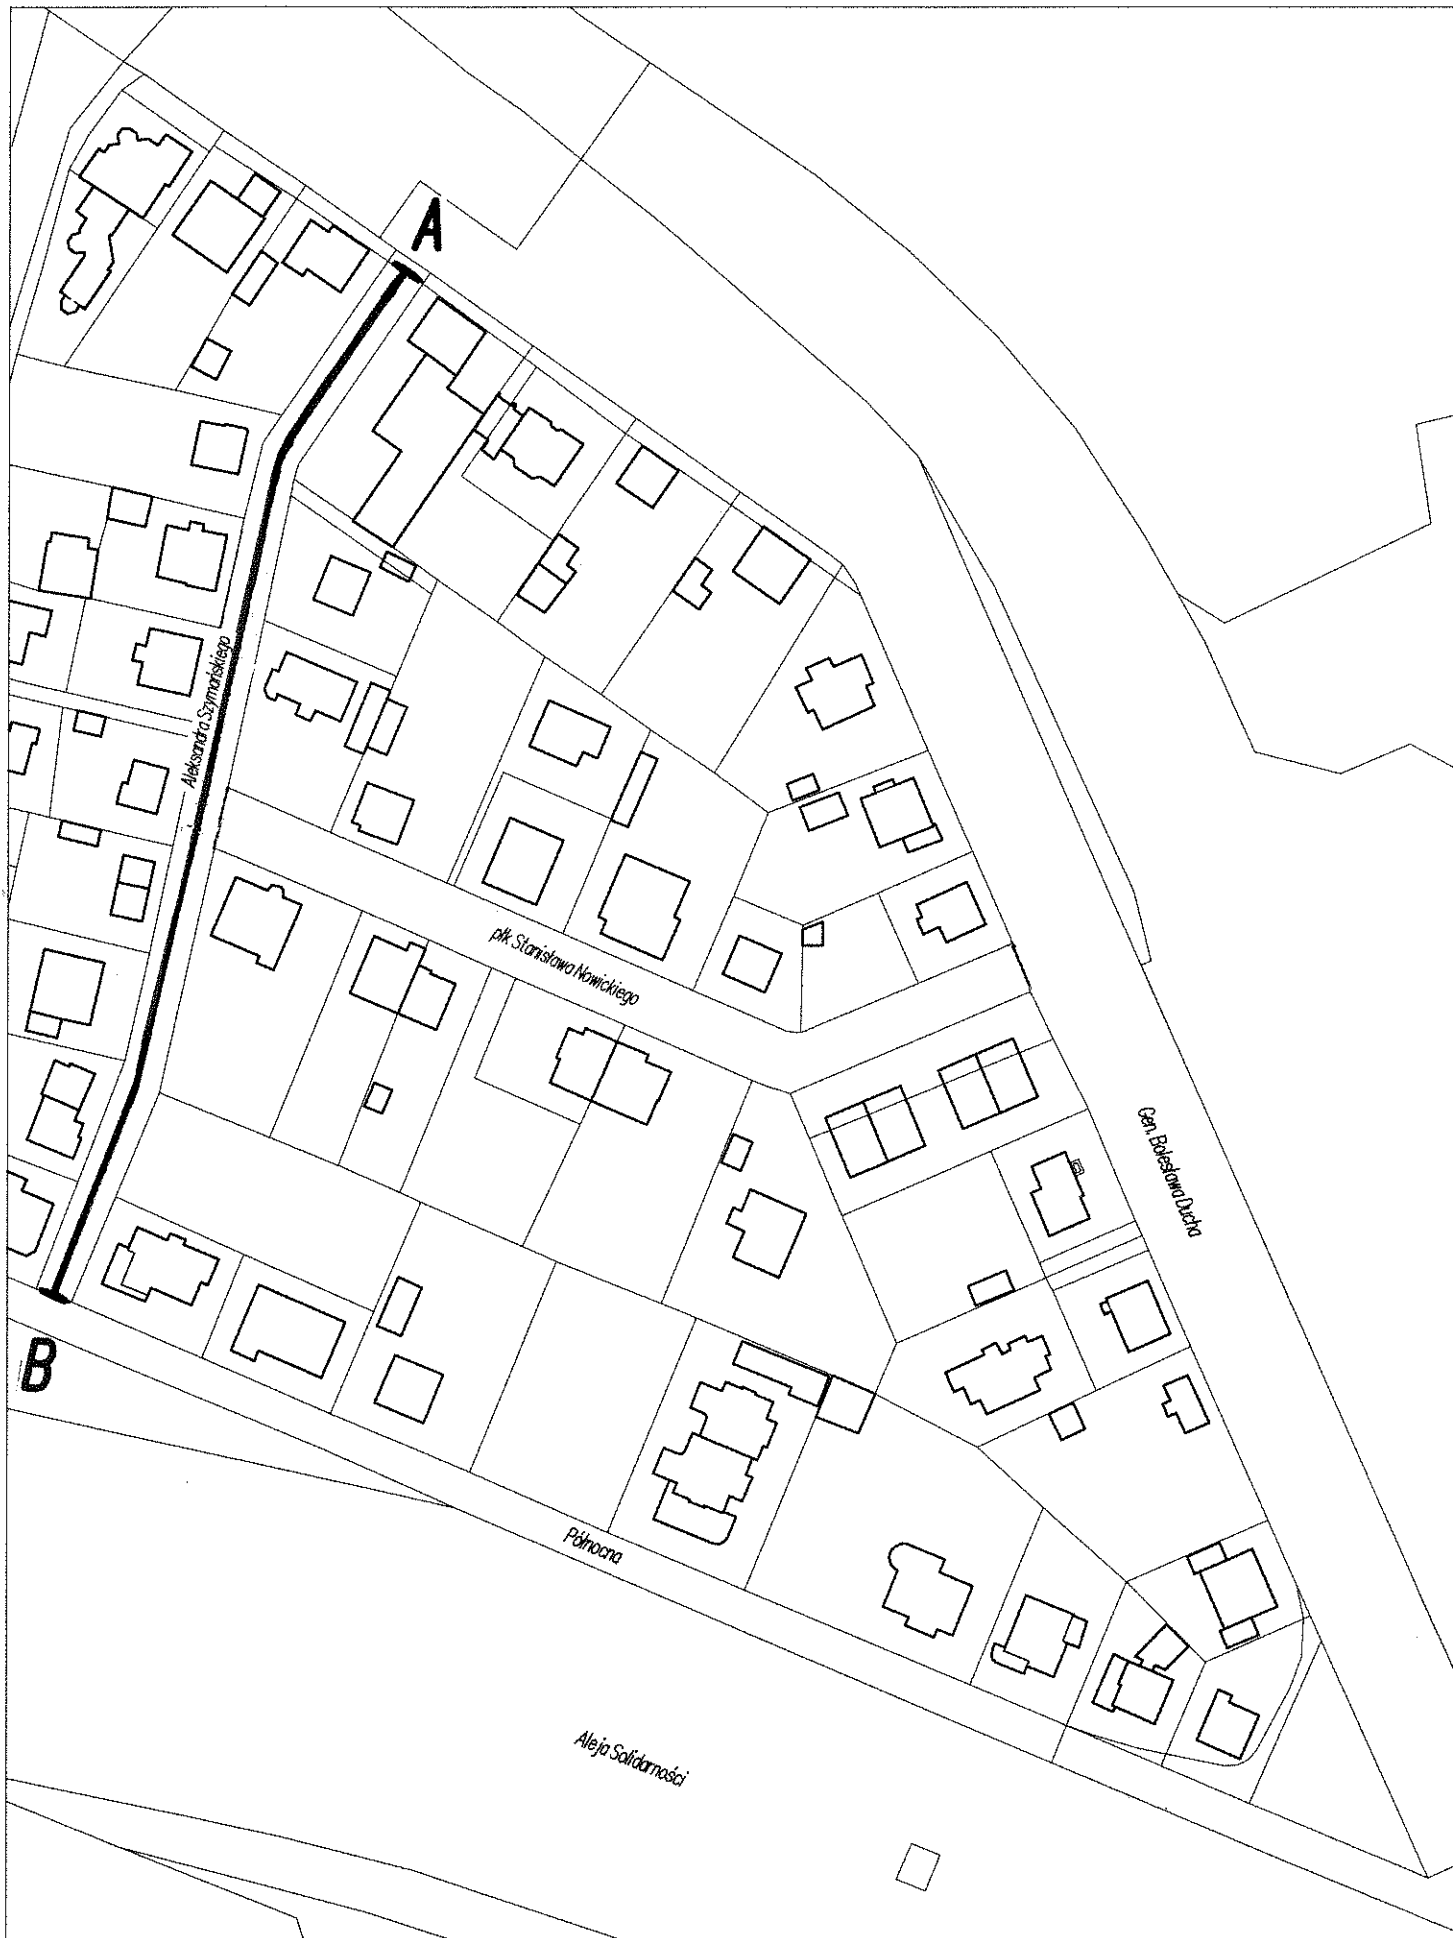 A
Aleksandra Szymańskiego
płk Stanisława Nowickiego
Gen. Bolesława Ducha
B
Północna
Aleja Solidarności